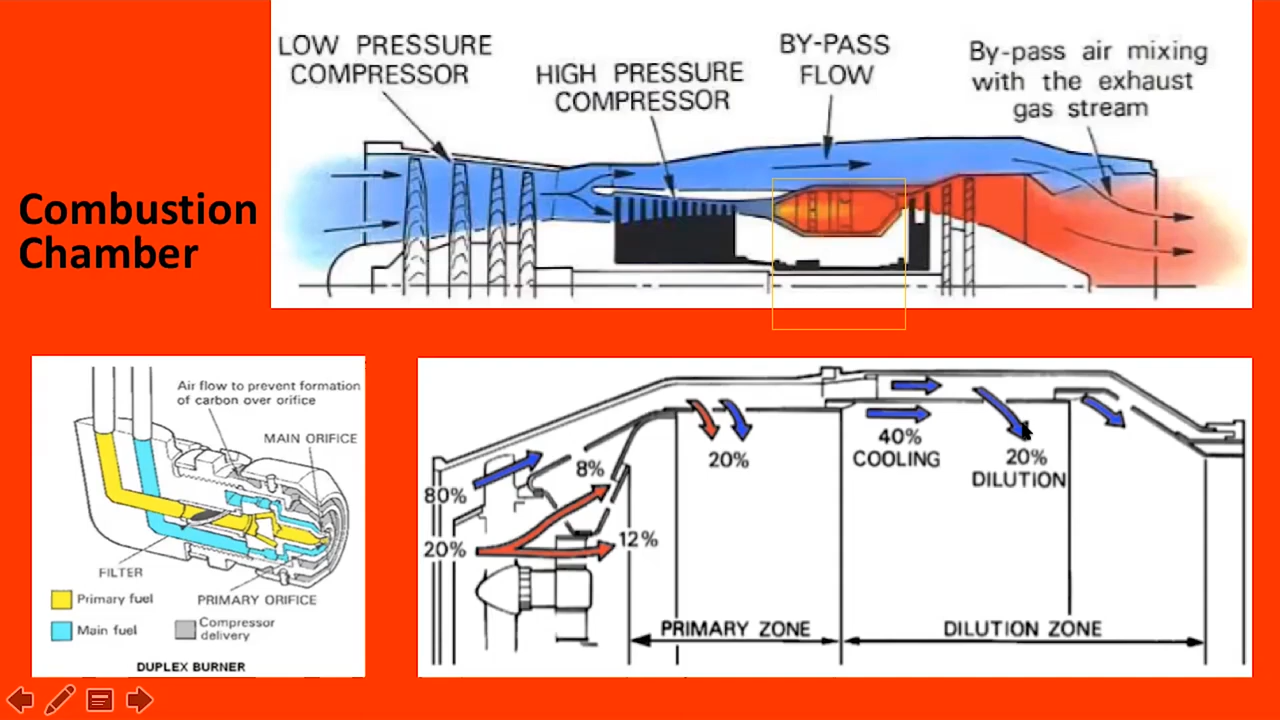 Combustion
Chamber
LOW PRESSURE
COMPRESSOR
HIGH PRESSURE
COMPRESSOR
BY-PASS
FLOW
By-pass air mixing
with the exhaust
gas stream
Air flow to prevent formation
of carbon over orifice
MAIN ORIFICE
FILTER
PRIMARY ORIFICE
Primary fuel
Main fuel
Compressor
delivery
DUPLEX BURNER
80%
20%
8%
12%
20%
40%
COOLING
20%
DILUTION
PRIMARY ZONE
DILUTION ZONE